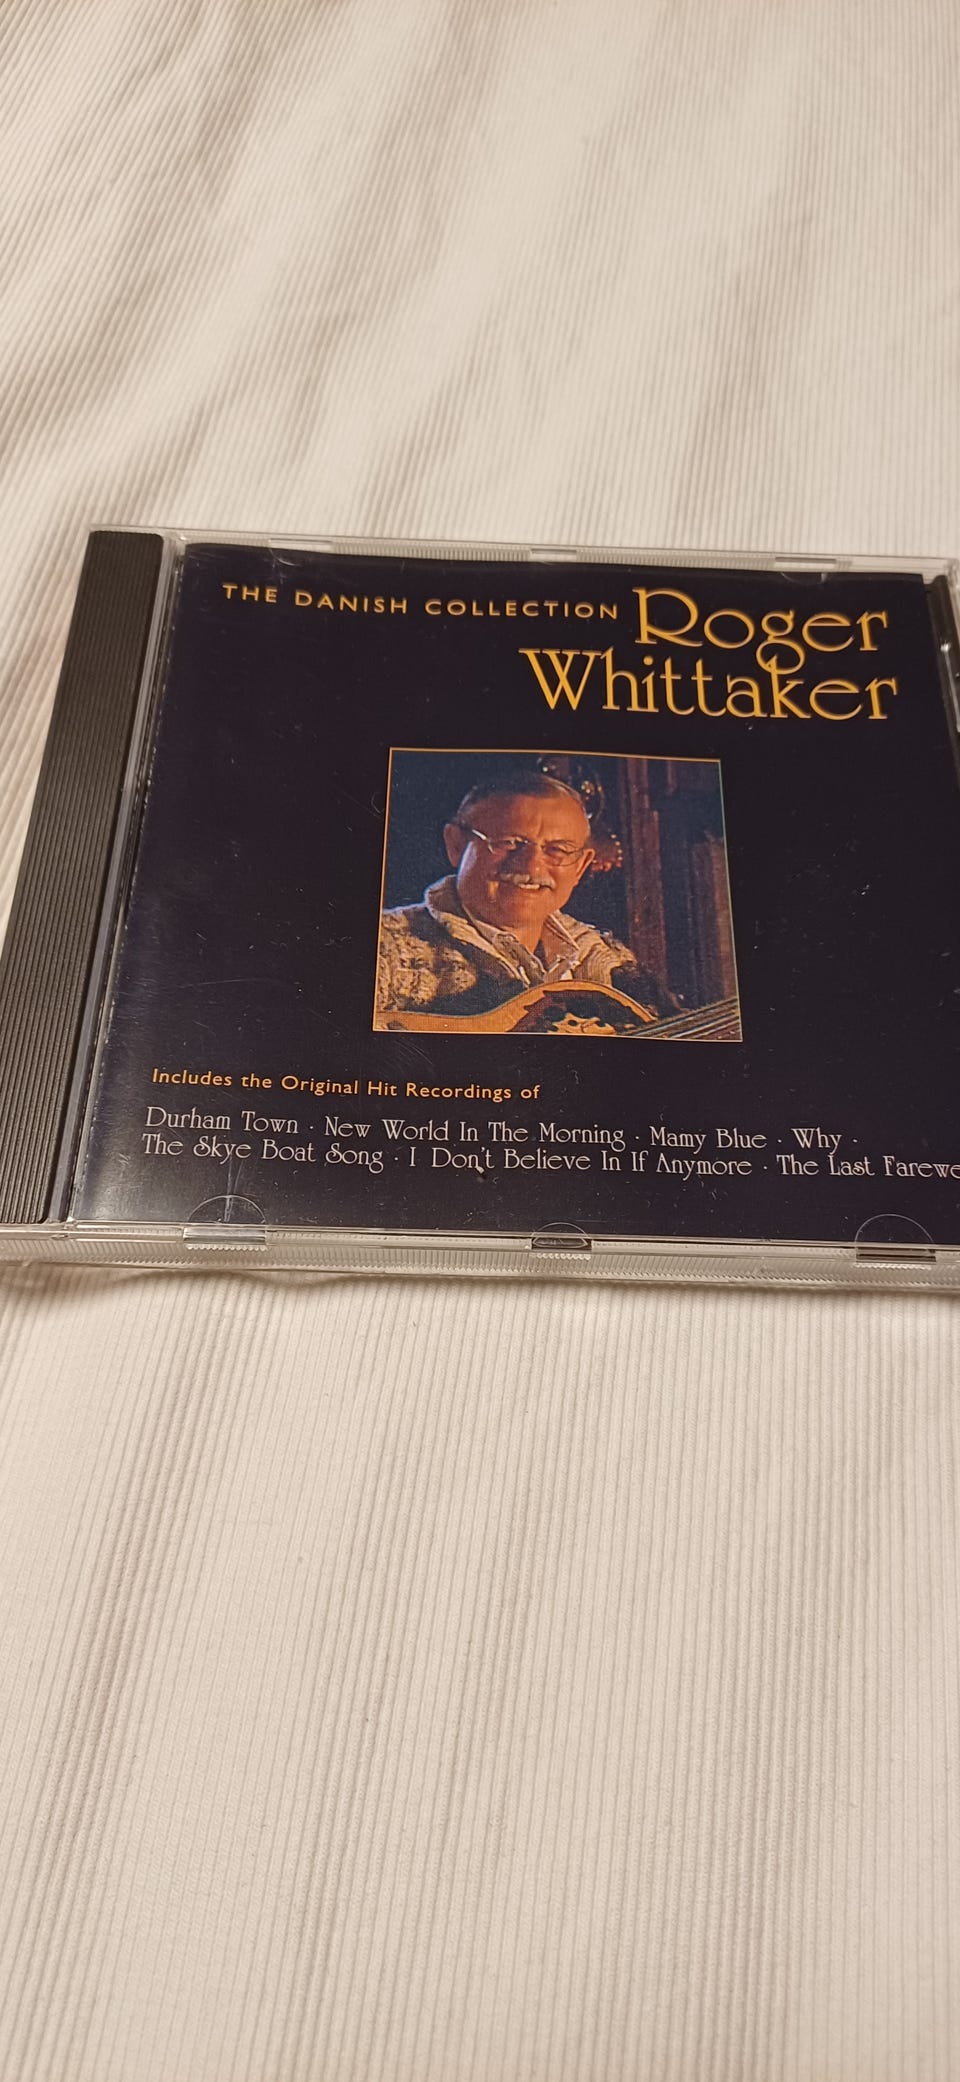 THE DANISH COLLECTION Roger
Whittaker
Includes the Original Hit Recordings of
Durham Town · New World In The Morning · Mamy Blue · Why ·
The Skye Boat Song · I Don't Believe In If Anymore · The Last Farewe